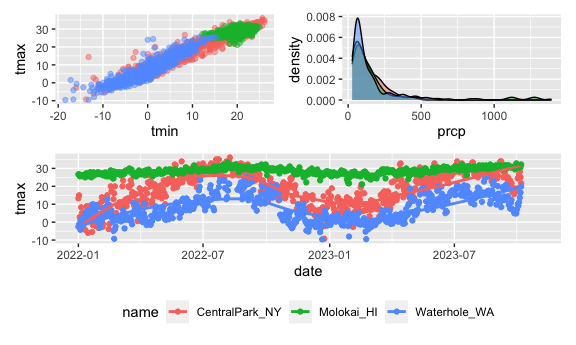 tmax
30
20
10
0
-10
-20 -10 0 10 20
tmin
density
0.008
0.006
0.004
0.002
0.000
0 500 1000
prcp
tmax
30
20
10
0
-10
2022-01 2022-07 2023-01 2023-07
date
name CentralPark_NY Molokai_HI Waterhole_WA